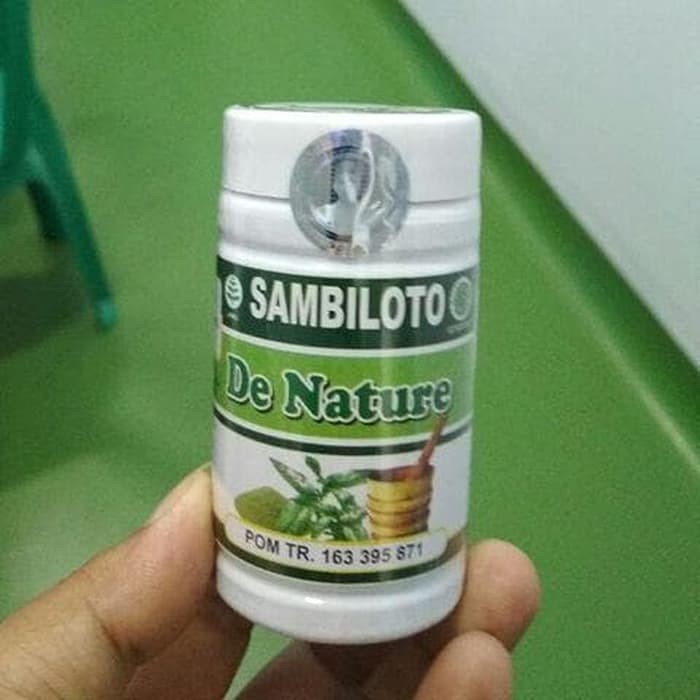 SAMBILOTO
De Nature
POM TR. 163 395 871